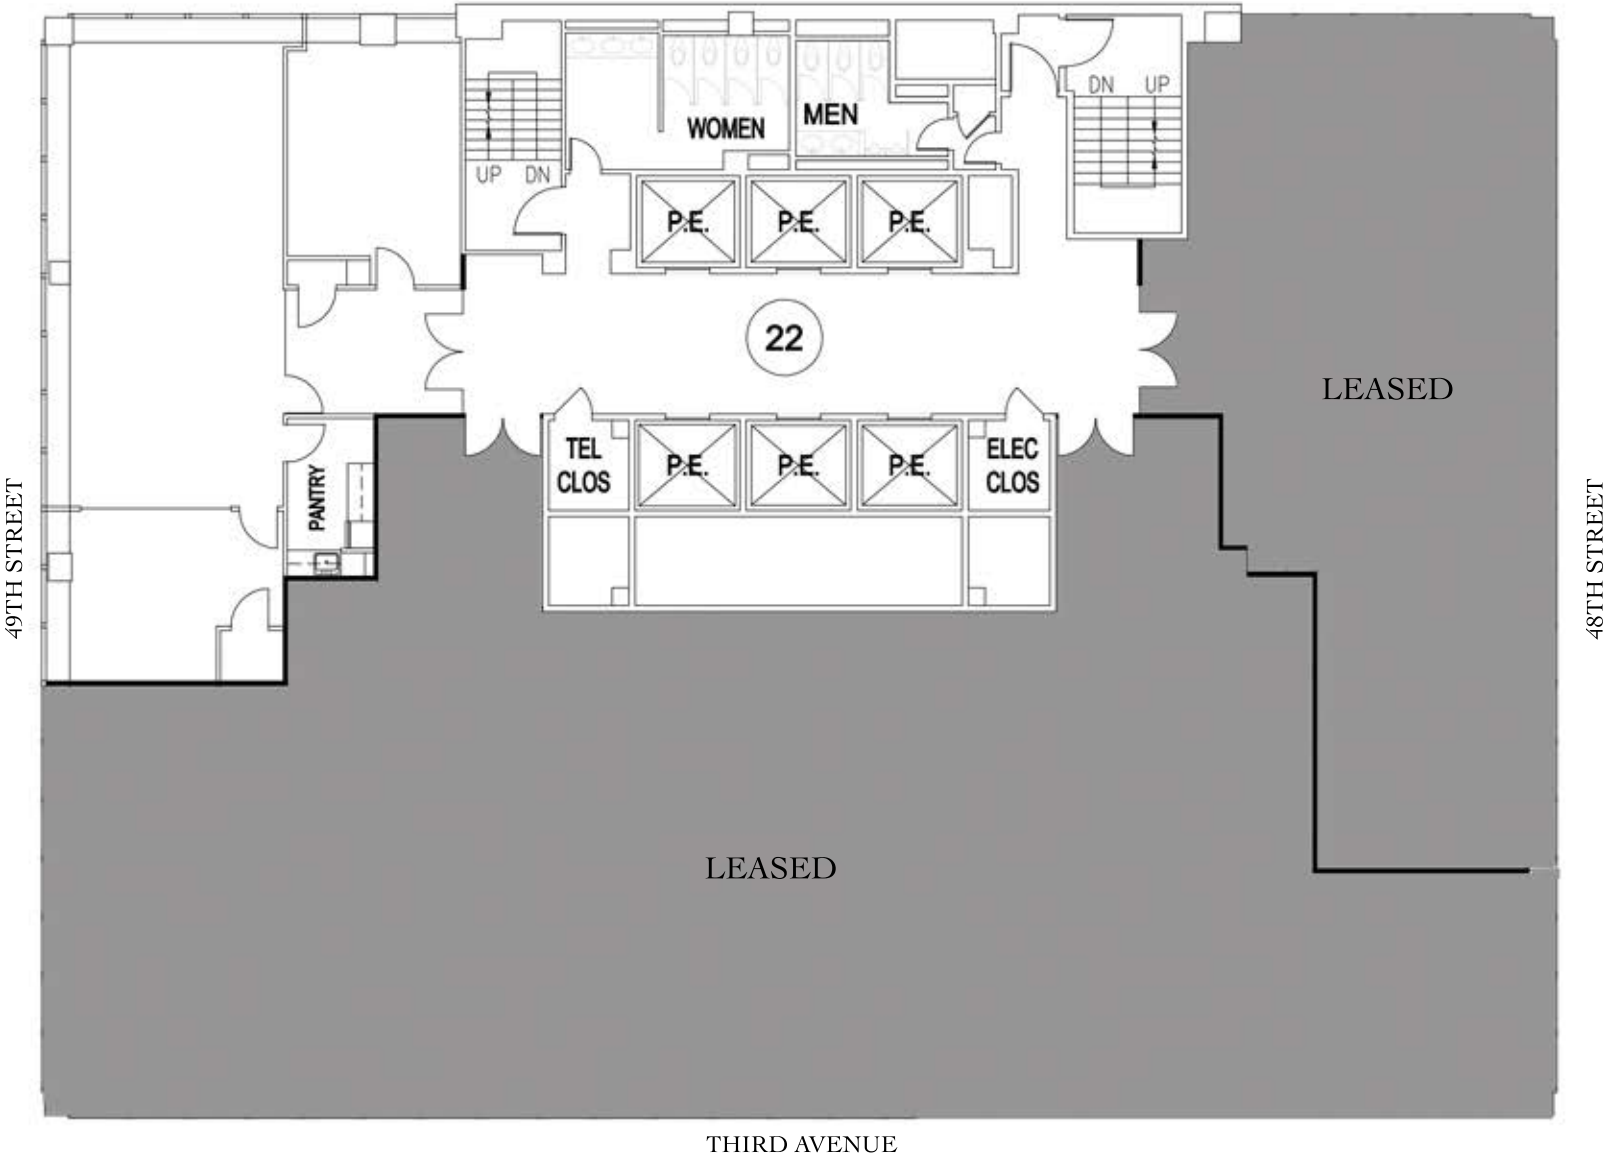 DN
UP
WOMEN
MEN
UP
DN
P.E.
P.E.
P.E.
22
LEASED
TEL
CLOS
P.E.
P.E.
P.E.
ELEC
CLOS
PANTRY
49TH STREET
48TH STREET
LEASED
THIRD AVENUE